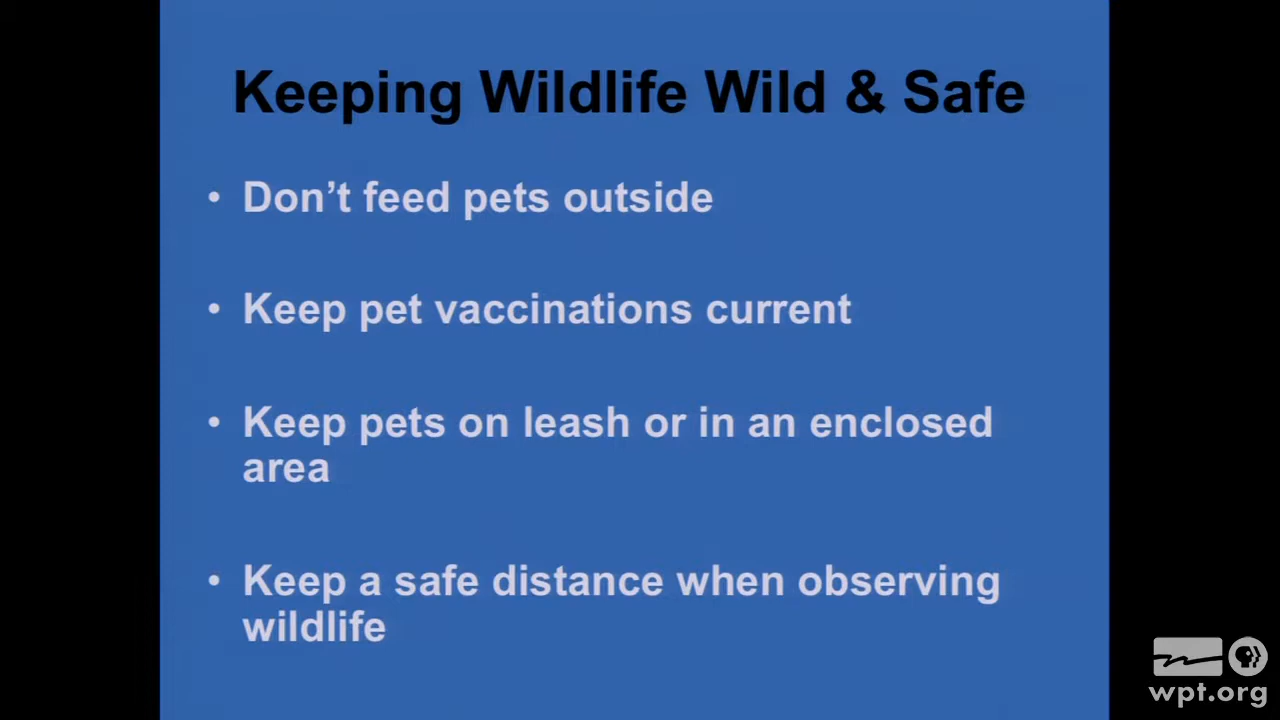 Keeping Wildlife Wild & Safe
• Don’t feed pets outside
• Keep pet vaccinations current
• Keep pets on leash or in an enclosed
area
• Keep a safe distance when observing
wildlife
wpt.org